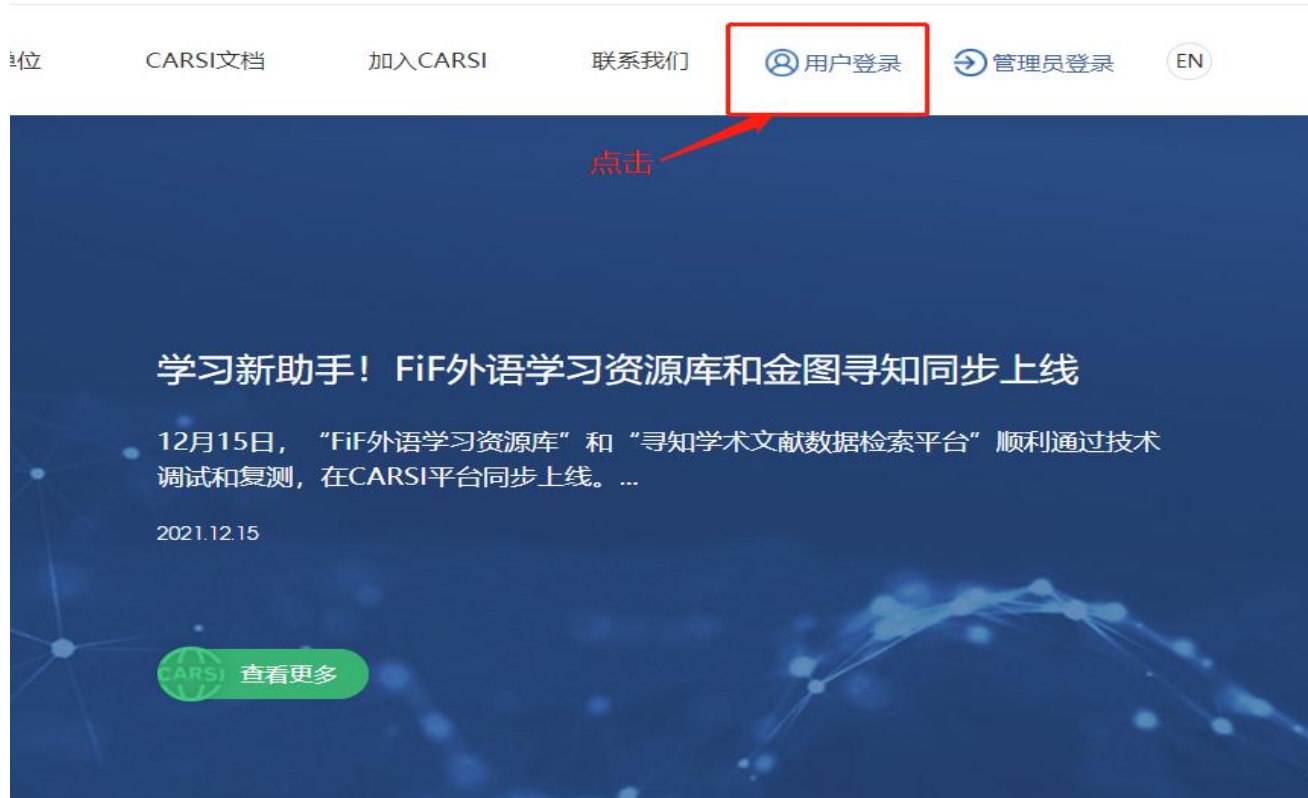 位
CARSI文档
加入CARSI
联系我们
用户登录
管理员登录
EN
点击
学习新助手！FiF外语学习资源库和金图寻知同步上线
12月15日，“FiF外语学习资源库”和“寻知学术文献数据检索平台”顺利通过技术
调试和复测，在CARSI平台同步上线。...
2021.12.15
CARSI 查看更多